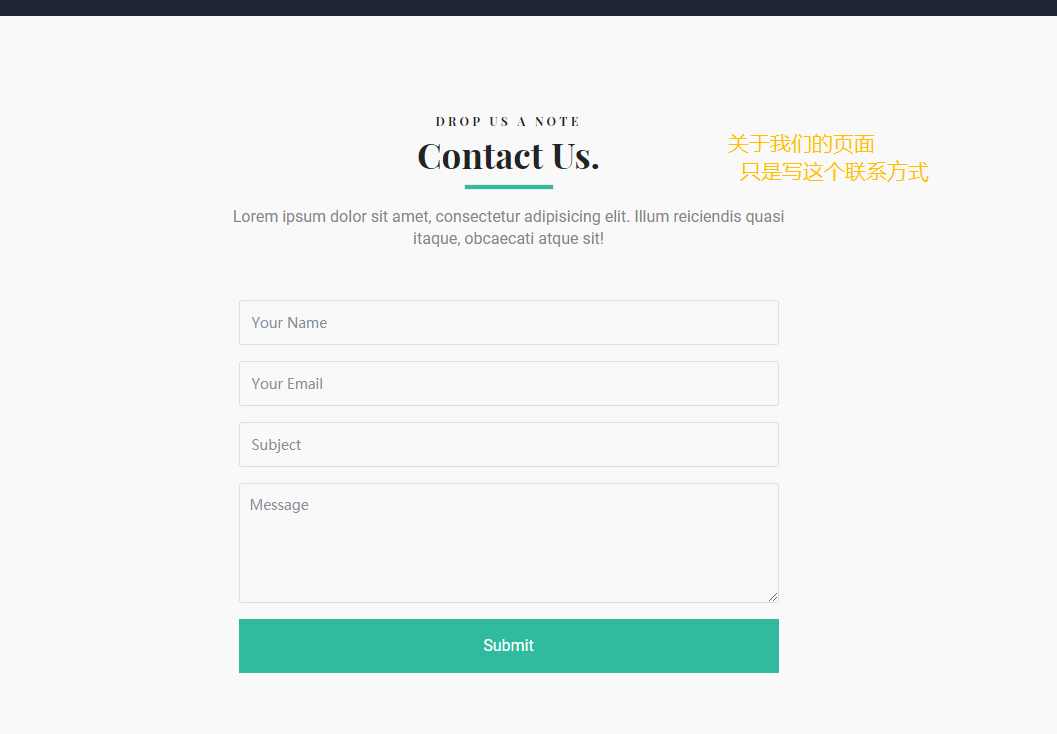 DROP US A NOTE
Contact Us.
关于我们的页面
只是写这个联系方式
Lorem ipsum dolor sit amet, consectetur adipisicing elit. Illum reiciendis quasi
itaque, obcaecati atque sit!
Your Name
Your Email
Subject
Message
Submit